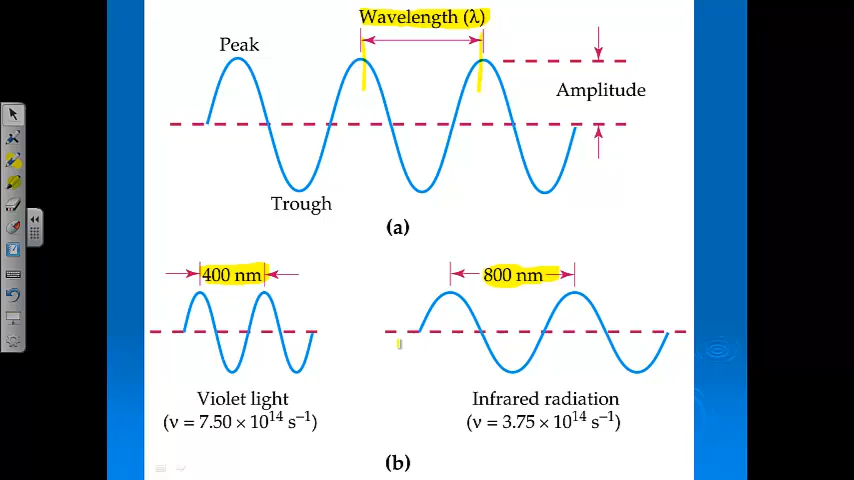 Wavelength (λ)
Peak
Amplitude
Trough
(a)
400 nm
800 nm
Violet light
(ν = 7.50 × 10¹⁴ s⁻¹)
Infrared radiation
(ν = 3.75 × 10¹⁴ s⁻¹)
(b)